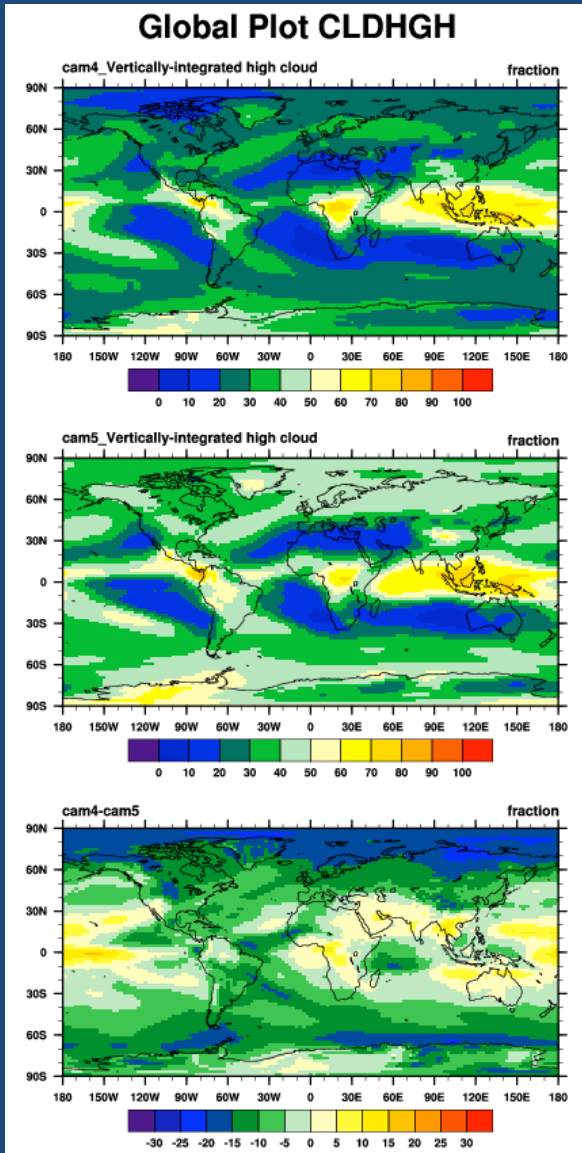 Global Plot CLDHGH
cam4_Vertically-integrated high cloud fraction
90N
60N
30N
0
30S
60S
90S
180 150W 120W 90W 60W 30W 0 30E 60E 90E 120E 150E 180
0 10 20 30 40 50 60 70 80 90 100
cam5_Vertically-integrated high cloud fraction
90N
60N
30N
0
30S
60S
90S
180 150W 120W 90W 60W 30W 0 30E 60E 90E 120E 150E 180
0 10 20 30 40 50 60 70 80 90 100
cam4-cam5 fraction
90N
60N
30N
0
30S
60S
90S
180 150W 120W 90W 60W 30W 0 30E 60E 90E 120E 150E 180
-30 -25 -20 -15 -10 -5 0 5 10 15 20 25 30